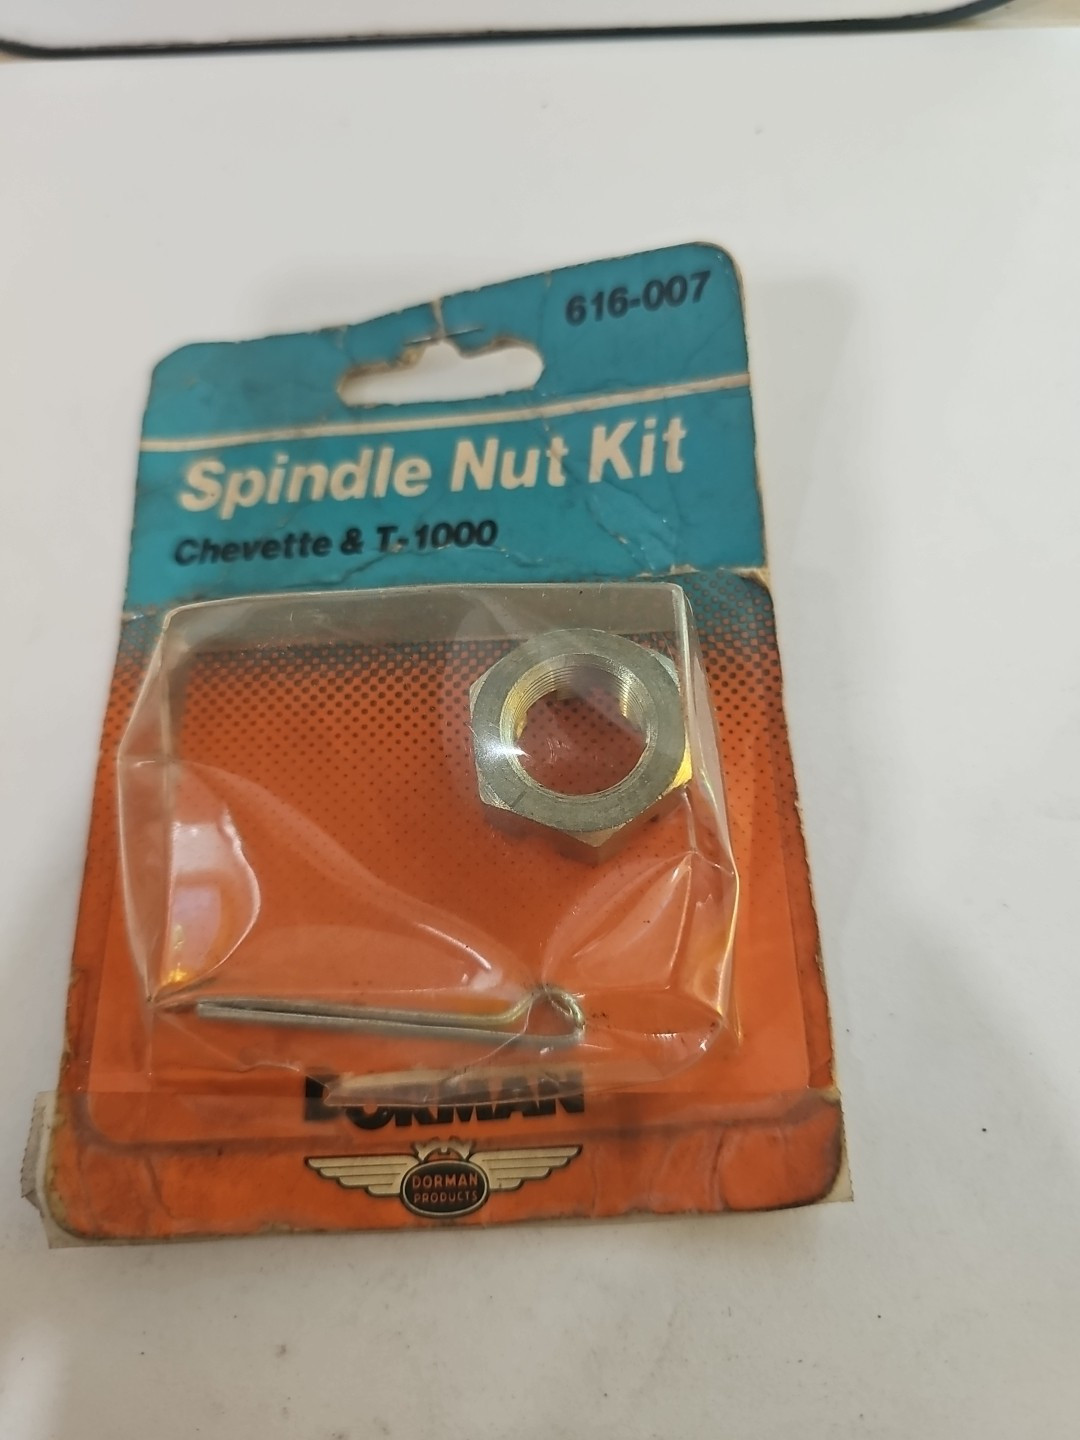 616-007
Spindle Nut Kit
Chevette & T-1000
DORMAN
DORMAN
PRODUCTS